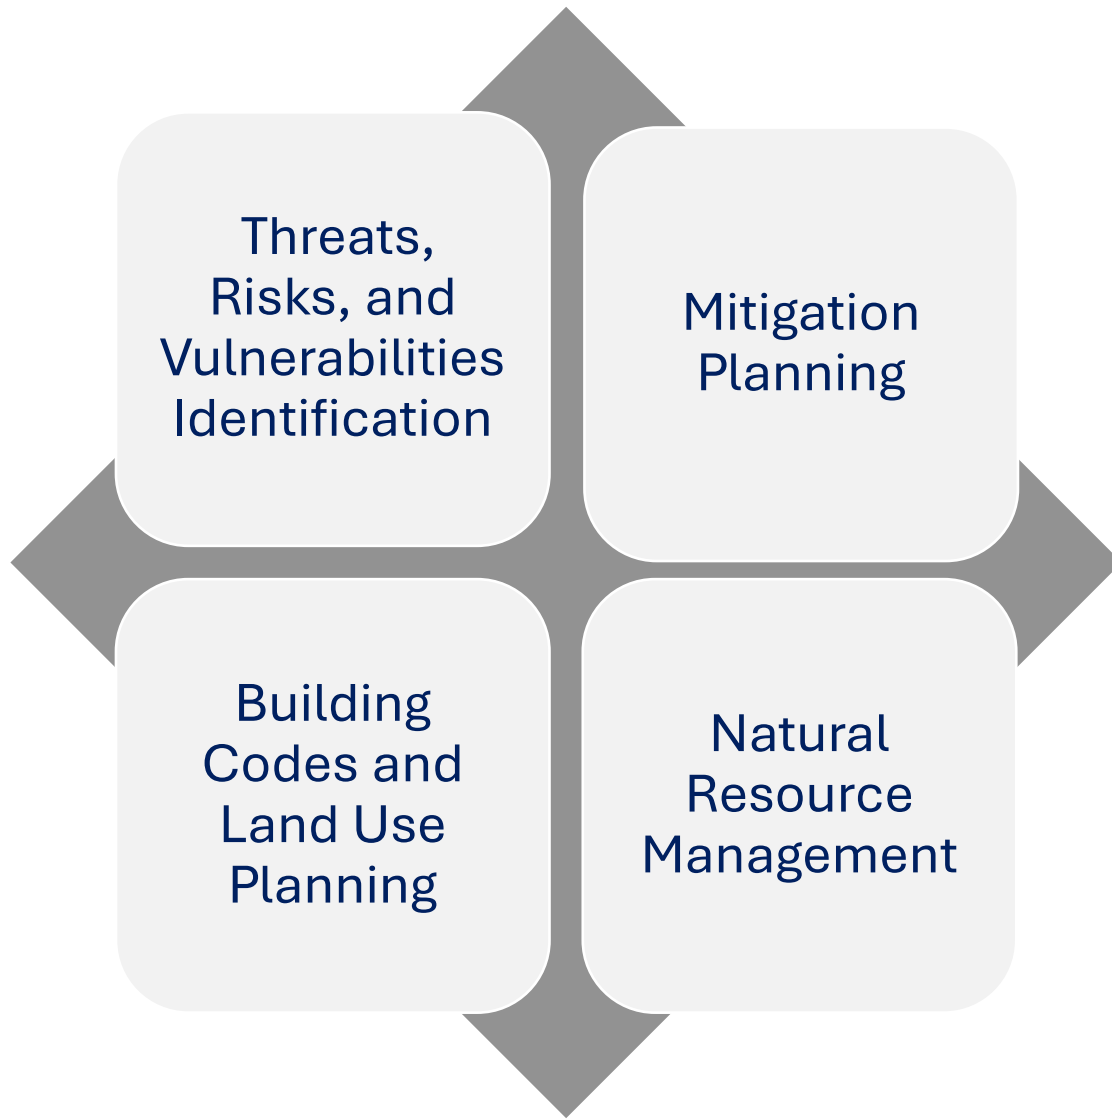 Threats,
Risks, and
Vulnerabilities
Identification
Mitigation
Planning
Building
Codes and
Land Use
Planning
Natural
Resource
Management